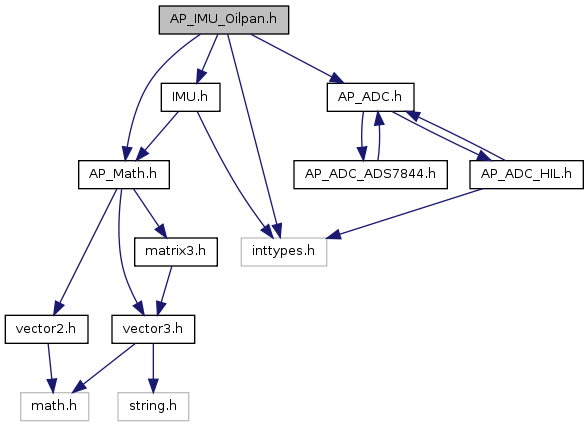 AP_IMU_Oilpan.h
IMU.h
AP_ADC.h
AP_Math.h
AP_ADC_ADS7844.h
AP_ADC_HIL.h
matrix3.h
inttypes.h
vector2.h
vector3.h
math.h
string.h